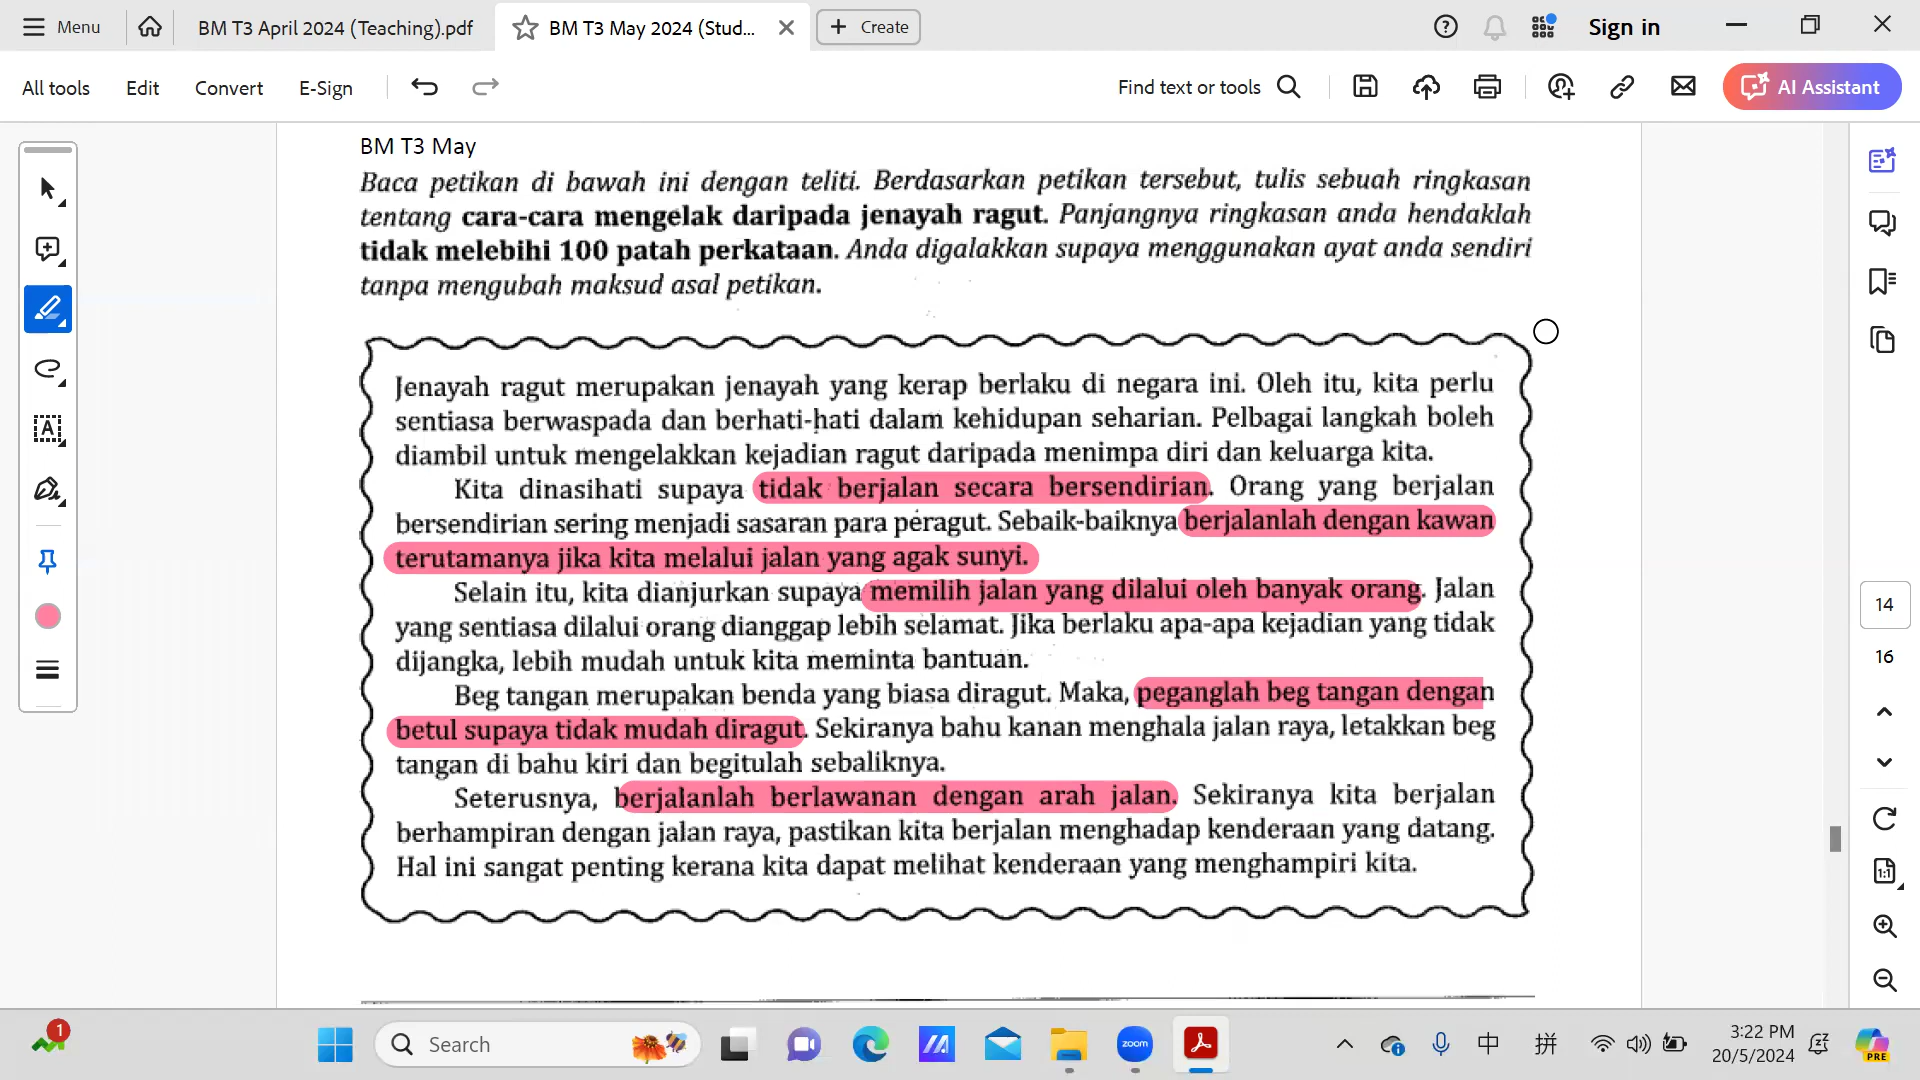 Menu
BM T3 April 2024 (Teaching).pdf
BM T3 May 2024 (Stud...
Create
Sign in
All tools
Edit
Convert
E-Sign
Find text or tools
AI Assistant
BM T3 May
Baca petikan di bawah ini dengan teliti. Berdasarkan petikan tersebut, tulis sebuah ringkasan
tentang cara-cara mengelak daripada jenayah ragut. Panjangnya ringkasan anda hendaklah
tidak melebihi 100 patah perkataan. Anda digalakkan supaya menggunakan ayat anda sendiri
tanpa mengubah maksud asal petikan.
Jenayah ragut merupakan jenayah yang kerap berlaku di negara ini. Oleh itu, kita perlu
sentiasa berwaspada dan berhati-hati dalam kehidupan seharian. Pelbagai langkah boleh
diambil untuk mengelakkan kejadian ragut daripada menimpa diri dan keluarga kita.
Kita dinasihati supaya tidak berjalan secara bersendirian. Orang yang berjalan
bersendirian sering menjadi sasaran para peragut. Sebaik-baiknya berjalanlah dengan kawan
terutamanya jika kita melalui jalan yang agak sunyi.
Selain itu, kita dianjurkan supaya memilih jalan yang dilalui oleh banyak orang. Jalan
yang sentiasa dilalui orang dianggap lebih selamat. Jika berlaku apa-apa kejadian yang tidak
dijangka, lebih mudah untuk kita meminta bantuan.
Beg tangan merupakan benda yang biasa diragut. Maka, peganglah beg tangan dengan
betul supaya tidak mudah diragut. Sekiranya bahu kanan menghala jalan raya, letakkan beg
tangan di bahu kiri dan begitulah sebaliknya.
Seterusnya, berjalanlah berlawanan dengan arah jalan. Sekiranya kita berjalan
berhampiran dengan jalan raya, pastikan kita berjalan menghadap kenderaan yang datang.
Hal ini sangat penting kerana kita dapat melihat kenderaan yang menghampiri kita.
14
16
1:1
1
Search
zoom
中
拼
3:22 PM
20/5/2024
PRE